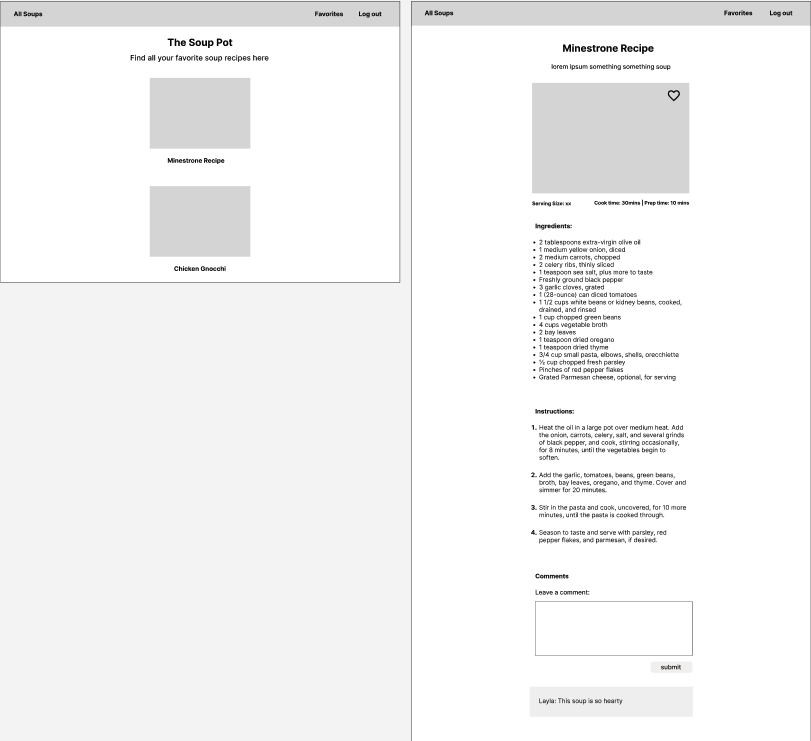 All Soups
Favorites
Log out
The Soup Pot
Find all your favorite soup recipes here
Minestrone Recipe
Chicken Gnocchi
All Soups
Favorites
Log out
Minestrone Recipe
lorem ipsum something something soup
Serving Size: xx
Cook time: 30mins | Prep time: 10 mins
Ingredients:
• 2 tablespoons extra-virgin olive oil
• 1 medium yellow onion, diced
• 2 medium carrots, chopped
• 2 celery ribs, thinly sliced
• 1 teaspoon sea salt, plus more to taste
• Freshly ground black pepper
• 3 garlic cloves, grated
• 1 (28-ounce) can diced tomatoes
• 1 1/2 cups white beans or kidney beans, cooked,
drained, and rinsed
• 1 cup chopped green beans
• 4 cups vegetable broth
• 2 bay leaves
• 1 teaspoon dried oregano
• 1 teaspoon dried thyme
• 3/4 cup small pasta, elbows, shells, orecchiette
• ½ cup chopped fresh parsley
• Pinches of red pepper flakes
• Grated Parmesan cheese, optional, for serving
Instructions:
1. Heat the oil in a large pot over medium heat. Add
the onion, carrots, celery, salt, and several grinds
of black pepper, and cook, stirring occasionally,
for 8 minutes, until the vegetables begin to
soften.
2. Add the garlic, tomatoes, beans, green beans,
broth, bay leaves, oregano, and thyme. Cover and
simmer for 20 minutes.
3. Stir in the pasta and cook, uncovered, for 10 more
minutes, until the pasta is cooked through.
4. Season to taste and serve with parsley, red
pepper flakes, and parmesan, if desired.
Comments
Leave a comment:
submit
Layla: This soup is so hearty